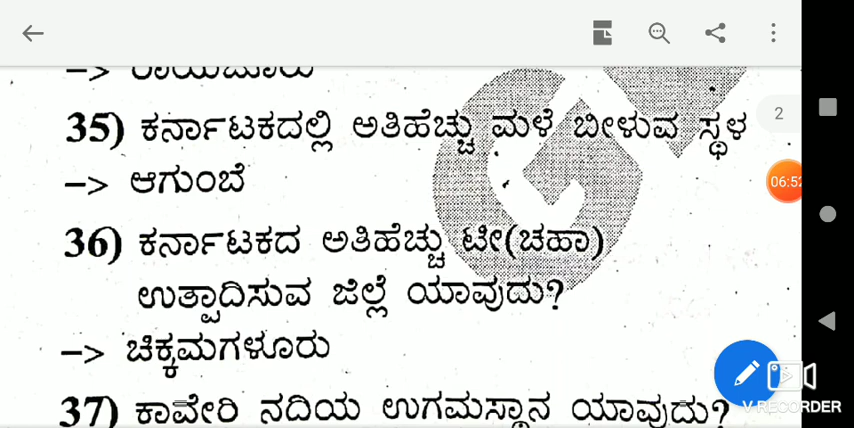 -> ರಾಯಚೂರು
2
35) ಕರ್ನಾಟಕದಲ್ಲಿ ಅತಿಹೆಚ್ಚು ಮಳೆ ಬೀಳುವ ಸ್ಥಳ
-> ಆಗುಂಬೆ
06:52
36) ಕರ್ನಾಟಕದ ಅತಿಹೆಚ್ಚು ಟೀ(ಚಹಾ)
ಉತ್ಪಾದಿಸುವ ಜಿಲ್ಲೆ ಯಾವುದು?
-> ಚಿಕ್ಕಮಗಳೂರು
37) ಕಾವೇರಿ ನದಿಯ ಉಗಮಸ್ಥಾನ ಯಾವುದು?
V RECORDER